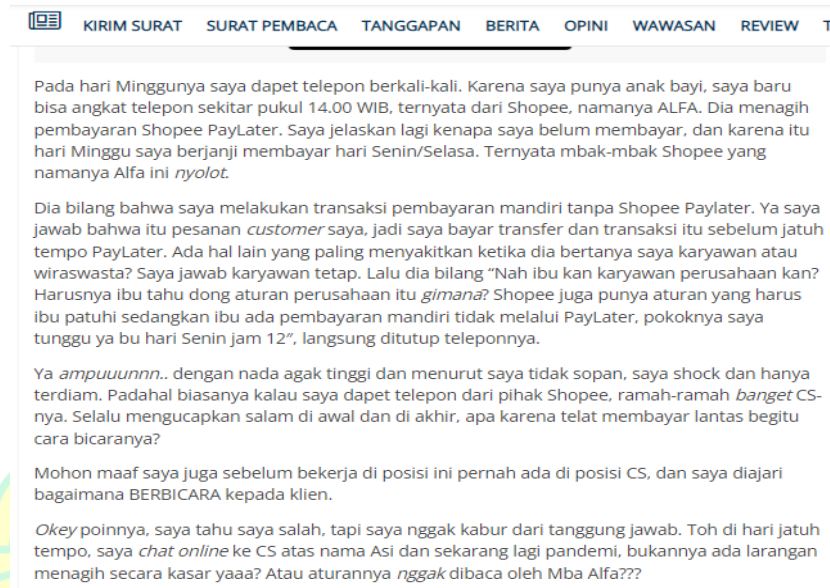 KIRIM SURAT SURAT PEMBACA TANGGAPAN BERITA OPINI WAWASAN REVIEW T
Pada hari Minggunya saya dapet telepon berkali-kali. Karena saya punya anak bayi, saya baru
bisa angkat telepon sekitar pukul 14.00 WIB, ternyata dari Shopee, namanya ALFA. Dia menagih
pembayaran Shopee PayLater. Saya jelaskan lagi kenapa saya belum membayar, dan karena itu
hari Minggu saya berjanji membayar hari Senin/Selasa. Ternyata mbak-mbak Shopee yang
namanya Alfa ini nyolot.
Dia bilang bahwa saya melakukan transaksi pembayaran mandiri tanpa Shopee Paylater. Ya saya
jawab bahwa itu pesanan customer saya, jadi saya bayar transfer dan transaksi itu sebelum jatuh
tempo PayLater. Ada hal lain yang paling menyakitkan ketika dia bertanya saya karyawan atau
wiraswasta? Saya jawab karyawan tetap. Lalu dia bilang “Nah ibu kan karyawan perusahaan kan?
Harusnya ibu tahu dong aturan perusahaan itu gimana? Shopee juga punya aturan yang harus
ibu patuhi sedangkan ibu ada pembayaran mandiri tidak melalui PayLater, pokoknya saya
tunggu ya bu hari Senin jam 12″, langsung ditutup teleponnya.
Ya ampuuunnn.. dengan nada agak tinggi dan menurut saya tidak sopan, saya shock dan hanya
terdiam. Padahal biasanya kalau saya dapet telepon dari pihak Shopee, ramah-ramah banget CS-
nya. Selalu mengucapkan salam di awal dan di akhir, apa karena telat membayar lantas begitu
cara bicaranya?
Mohon maaf saya juga sebelum bekerja di posisi ini pernah ada di posisi CS, dan saya diajari
bagaimana BERBICARA kepada klien.
Okey poinnya, saya tahu saya salah, tapi saya nggak kabur dari tanggung jawab. Toh di hari jatuh
tempo, saya chat online ke CS atas nama Asi dan sekarang lagi pandemi, bukannya ada larangan
menagih secara kasar yaaa? Atau aturannya nggak dibaca oleh Mba Alfa???